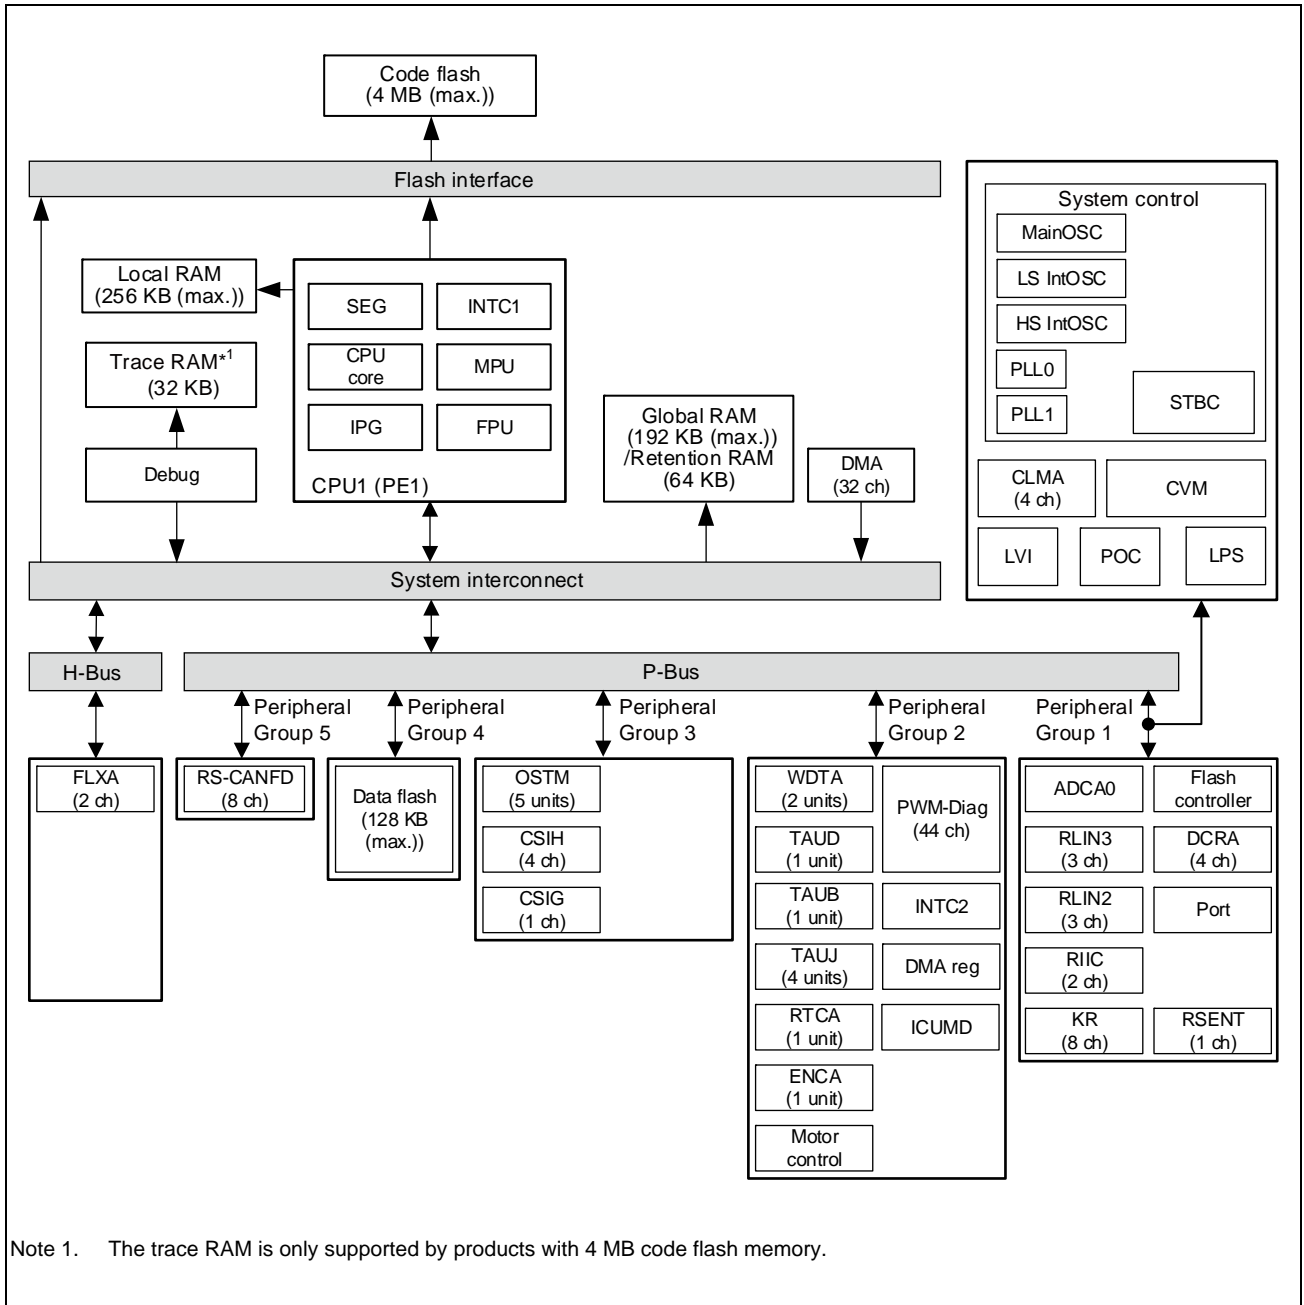 Code flash
(4 MB (max.))
Flash interface
Local RAM
(256 KB (max.))
Trace RAM*1
(32 KB)
Debug
SEG
INTC1
CPU
core
MPU
IPG
FPU
CPU1 (PE1)
Global RAM
(192 KB (max.))
/Retention RAM
(64 KB)
DMA
(32 ch)
System control
MainOSC
LS IntOSC
HS IntOSC
PLL0
PLL1
STBC
CLMA
(4 ch)
CVM
LVI
POC
LPS
System interconnect
H-Bus
P-Bus
Peripheral
Group 5
Peripheral
Group 4
Peripheral
Group 3
Peripheral
Group 2
Peripheral
Group 1
FLXA
(2 ch)
RS-CANFD
(8 ch)
Data flash
(128 KB
(max.))
OSTM
(5 units)
CSIH
(4 ch)
CSIG
(1 ch)
WDTA
(2 units)
TAUD
(1 unit)
TAUB
(1 unit)
TAUJ
(4 units)
RTCA
(1 unit)
ENCA
(1 unit)
Motor
control
PWM-Diag
(44 ch)
INTC2
DMA reg
ICUMD
ADCA0
RLIN3
(3 ch)
RLIN2
(3 ch)
RIIC
(2 ch)
KR
(8 ch)
Flash
controller
DCRA
(4 ch)
Port
RSENT
(1 ch)
Note 1. The trace RAM is only supported by products with 4 MB code flash memory.